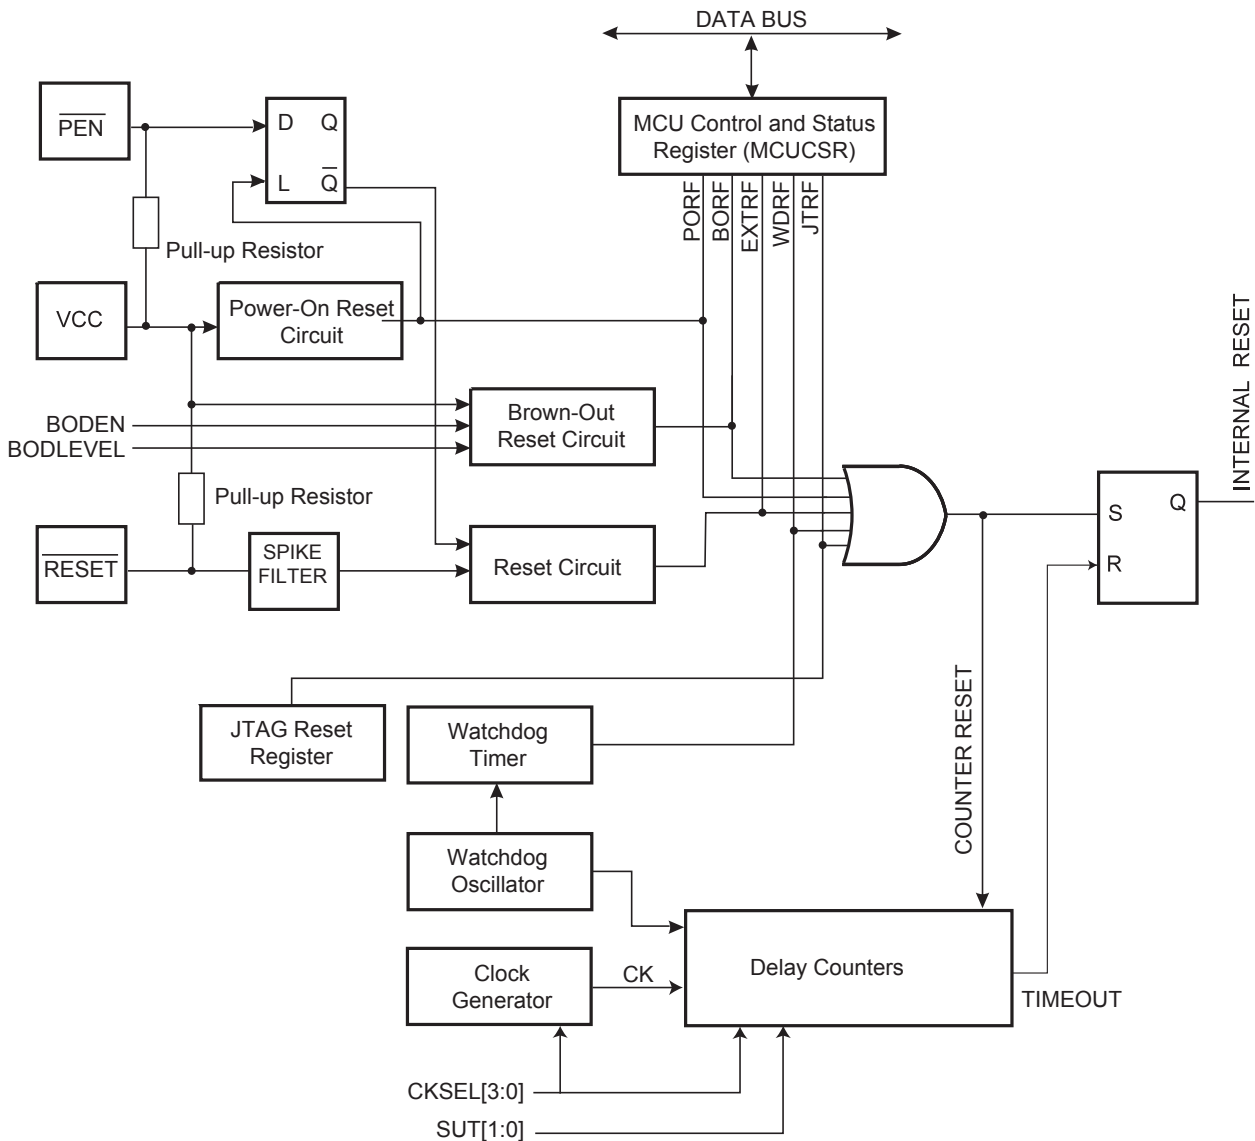 DATA BUS
PEN
D Q
L Q
MCU Control and Status
Register (MCUCSR)
PORF
BORF
EXTRF
WDRF
JTRF
Pull-up Resistor
VCC
Power-On Reset
Circuit
BODEN
BODLEVEL
Brown-Out
Reset Circuit
Pull-up Resistor
RESET
SPIKE
FILTER
Reset Circuit
S
Q
R
INTERNAL RESET
JTAG Reset
Register
Watchdog
Timer
COUNTER RESET
Watchdog
Oscillator
Clock
Generator
CK
Delay Counters
TIMEOUT
CKSEL[3:0]
SUT[1:0]